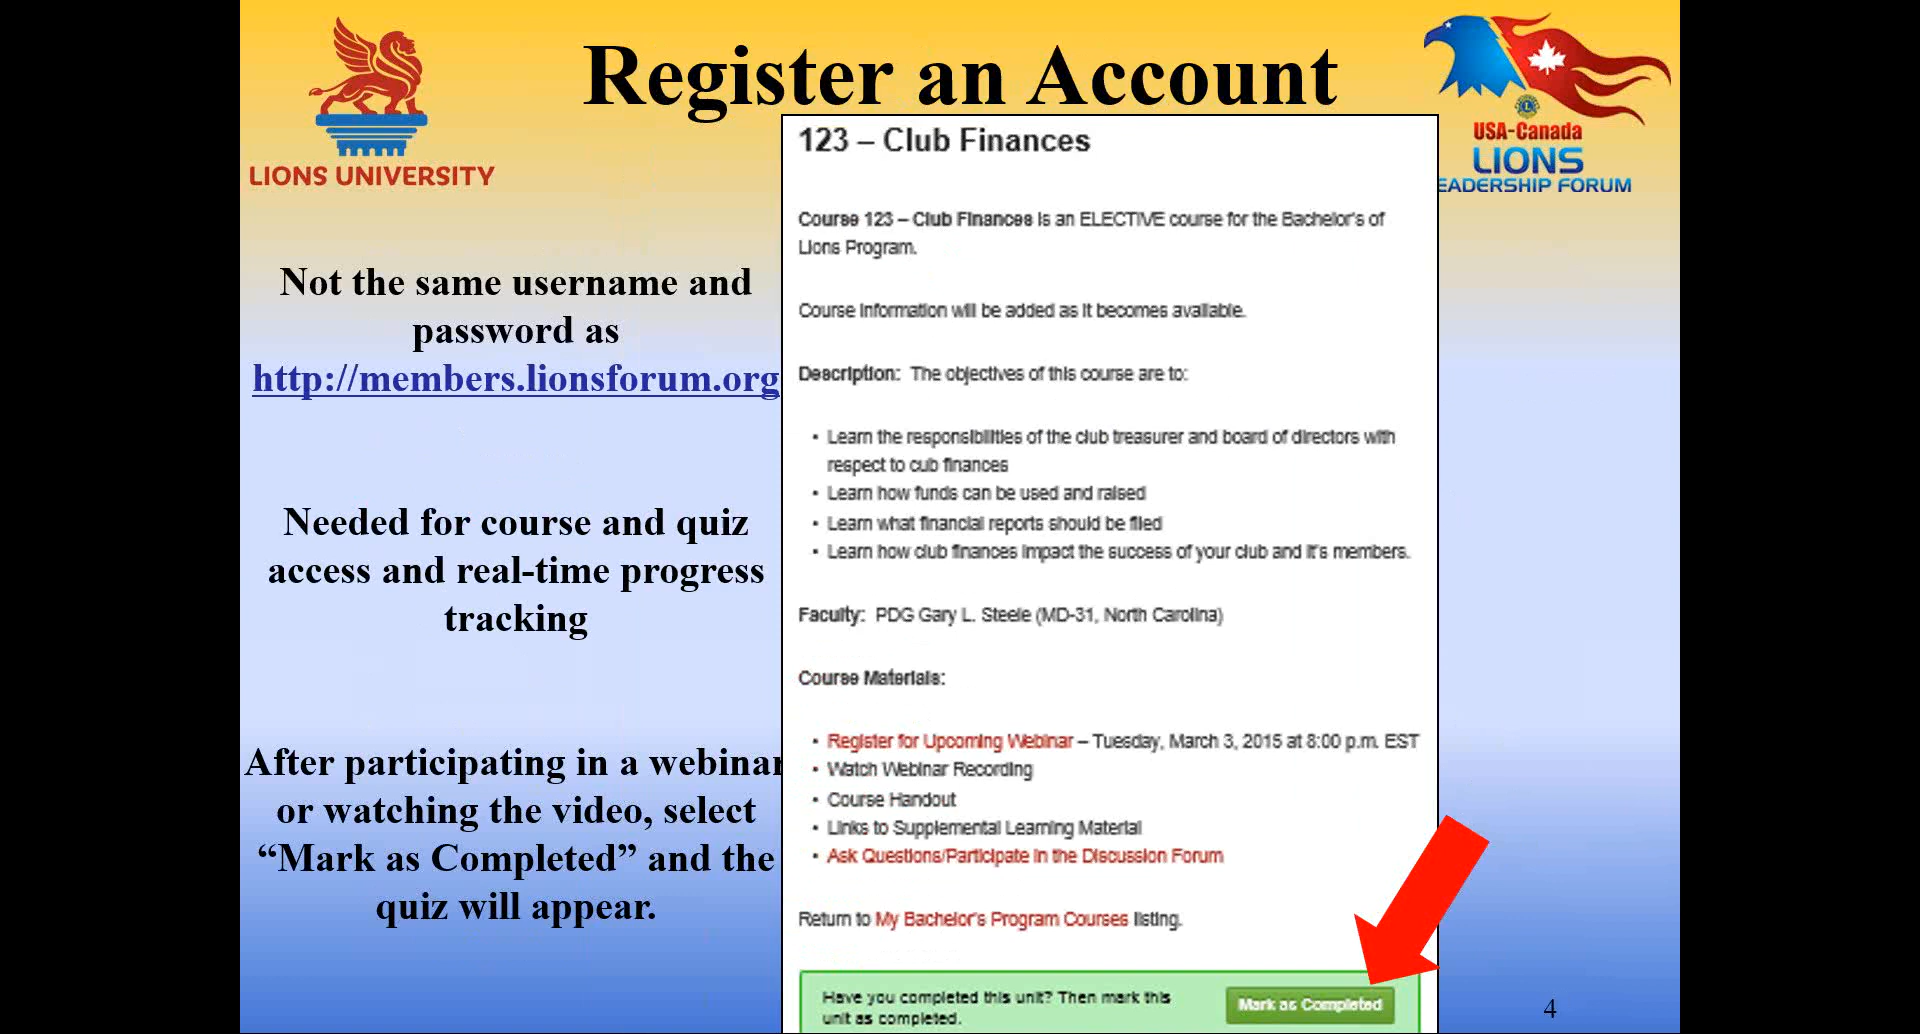 Register an Account
LIONS UNIVERSITY
USA-Canada
LIONS
EADERSHIP FORUM
Not the same username and
password as
http://members.lionsforum.org
Needed for course and quiz
access and real-time progress
tracking
After participating in a webinar
or watching the video, select
“Mark as Completed” and the
quiz will appear.
123 – Club Finances
Course 123 – Club Finances is an ELECTIVE course for the Bachelor's of
Lions Program.
Course information will be added as it becomes available.
Description: The objectives of this course are to:
• Learn the responsibilities of the club treasurer and board of directors with
respect to cub finances
• Learn how funds can be used and raised
• Learn what financial reports should be filed
• Learn how club finances impact the success of your club and it's members.
Faculty: PDG Gary L. Steele (MD-31, North Carolina)
Course Materials:
• Register for Upcoming Webinar – Tuesday, March 3, 2015 at 8:00 p.m. EST
• Watch Webinar Recording
• Course Handout
• Links to Supplemental Learning Material
• Ask Questions/Participate in the Discussion Forum
Return to My Bachelor's Program Courses listing.
Have you completed this unit? Then mark this
unit as completed.
Mark as Completed
4